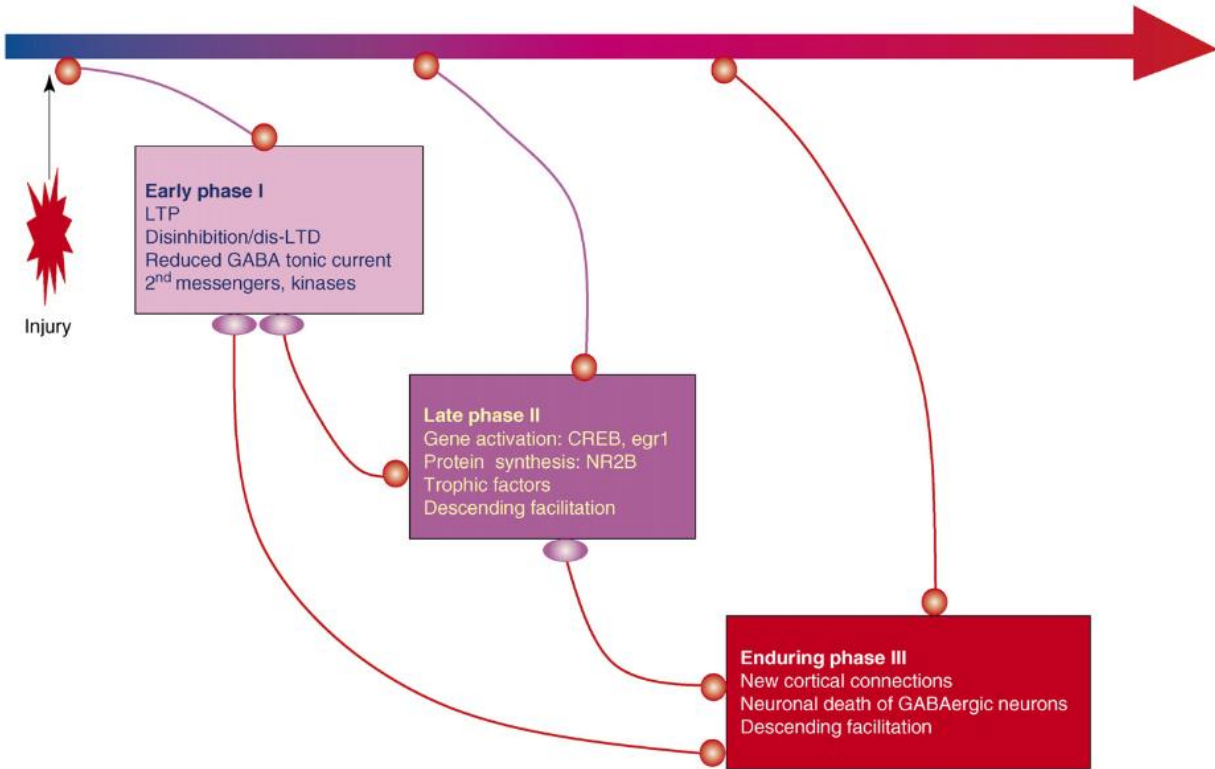 Injury
Early phase I
LTP
Disinhibition/dis-LTD
Reduced GABA tonic current
2nd messengers, kinases
Late phase II
Gene activation: CREB, egr1
Protein synthesis: NR2B
Trophic factors
Descending facilitation
Enduring phase III
New cortical connections
Neuronal death of GABAergic neurons
Descending facilitation